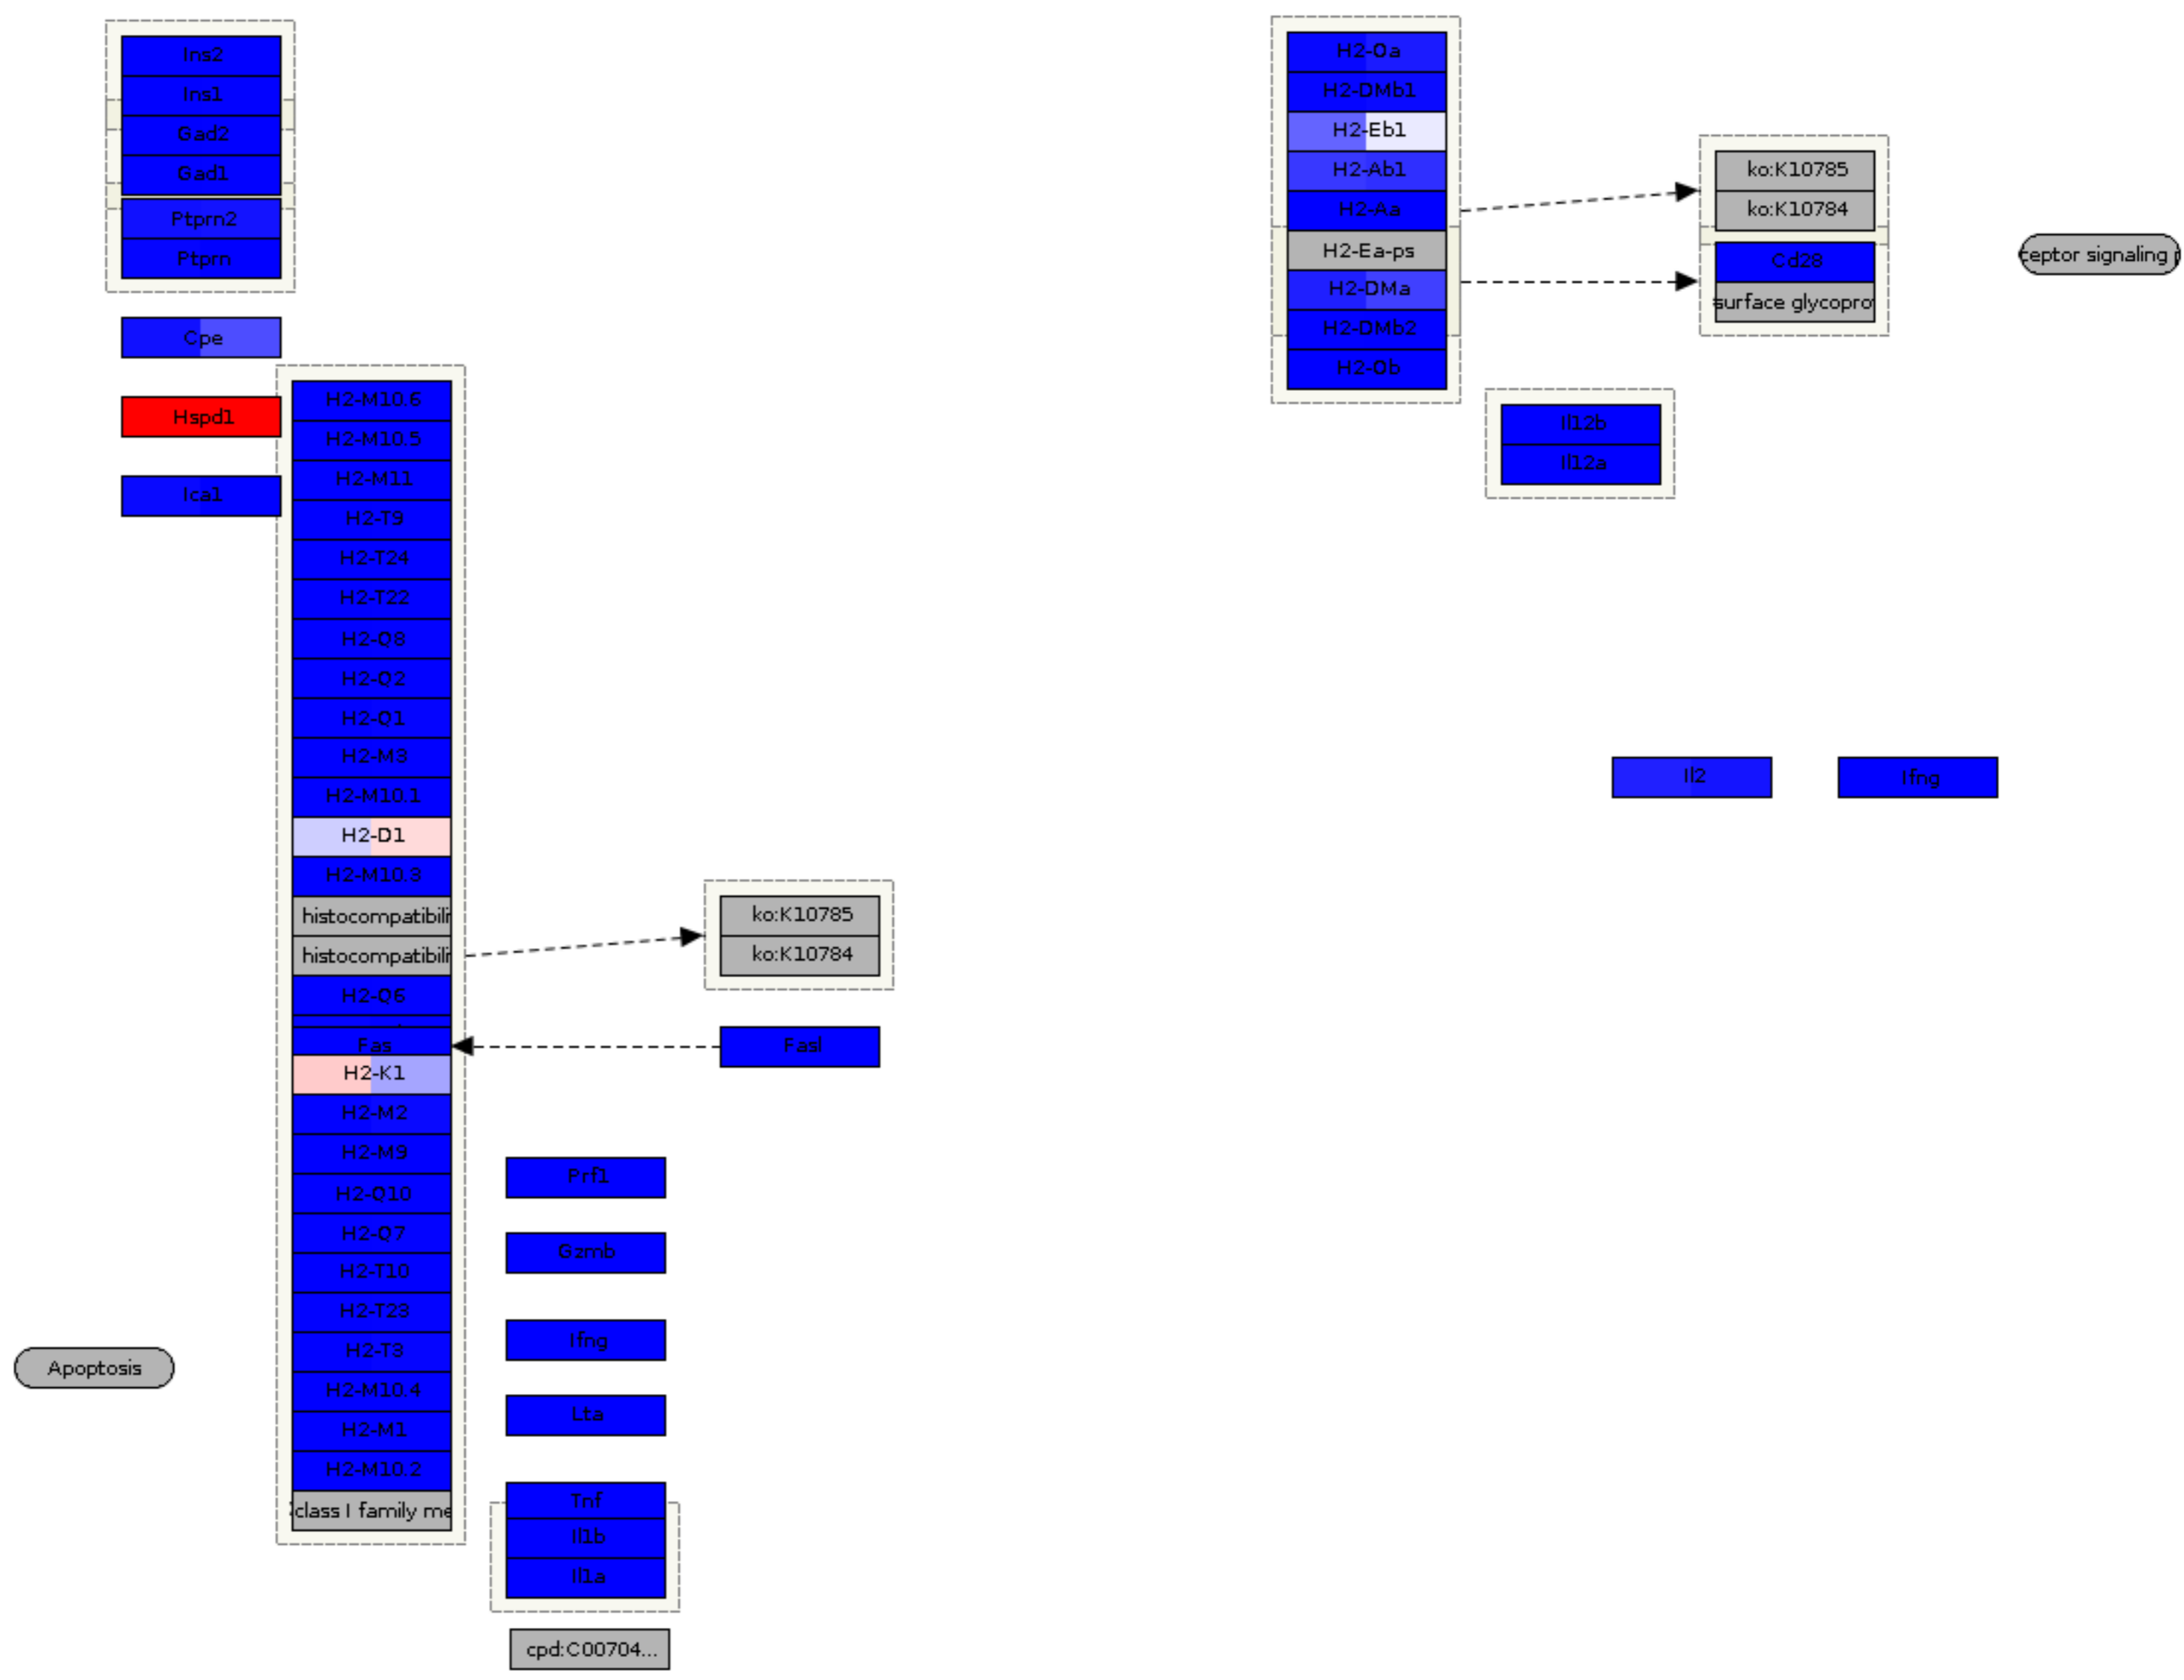 Ins2
Ins1
Gad2
Gad1
Ptprn2
Ptprn
Cpe
Hspd1
Ica1
H2-M10.6
H2-M10.5
H2-M11
H2-T9
H2-T24
H2-T22
H2-Q8
H2-Q2
H2-Q1
H2-M3
H2-M10.1
H2-D1
H2-M10.3
histocompatibili
histocompatibili
H2-Q6
Fas
H2-K1
H2-M2
H2-M9
H2-Q10
H2-Q7
H2-T10
H2-T23
H2-T3
H2-M10.4
H2-M1
H2-M10.2
class I family me
Apoptosis
ko:K10785
ko:K10784
Fasl
Prf1
Gzmb
Ifng
Lta
Tnf
Il1b
Il1a
cpd:C00704...
H2-Oa
H2-DMb1
H2-Eb1
H2-Ab1
H2-Aa
H2-Ea-ps
H2-DMa
H2-DMb2
H2-Ob
ko:K10785
ko:K10784
Cd28
surface glycopro
ceptor signaling p
Il12b
Il12a
Il2
Ifng